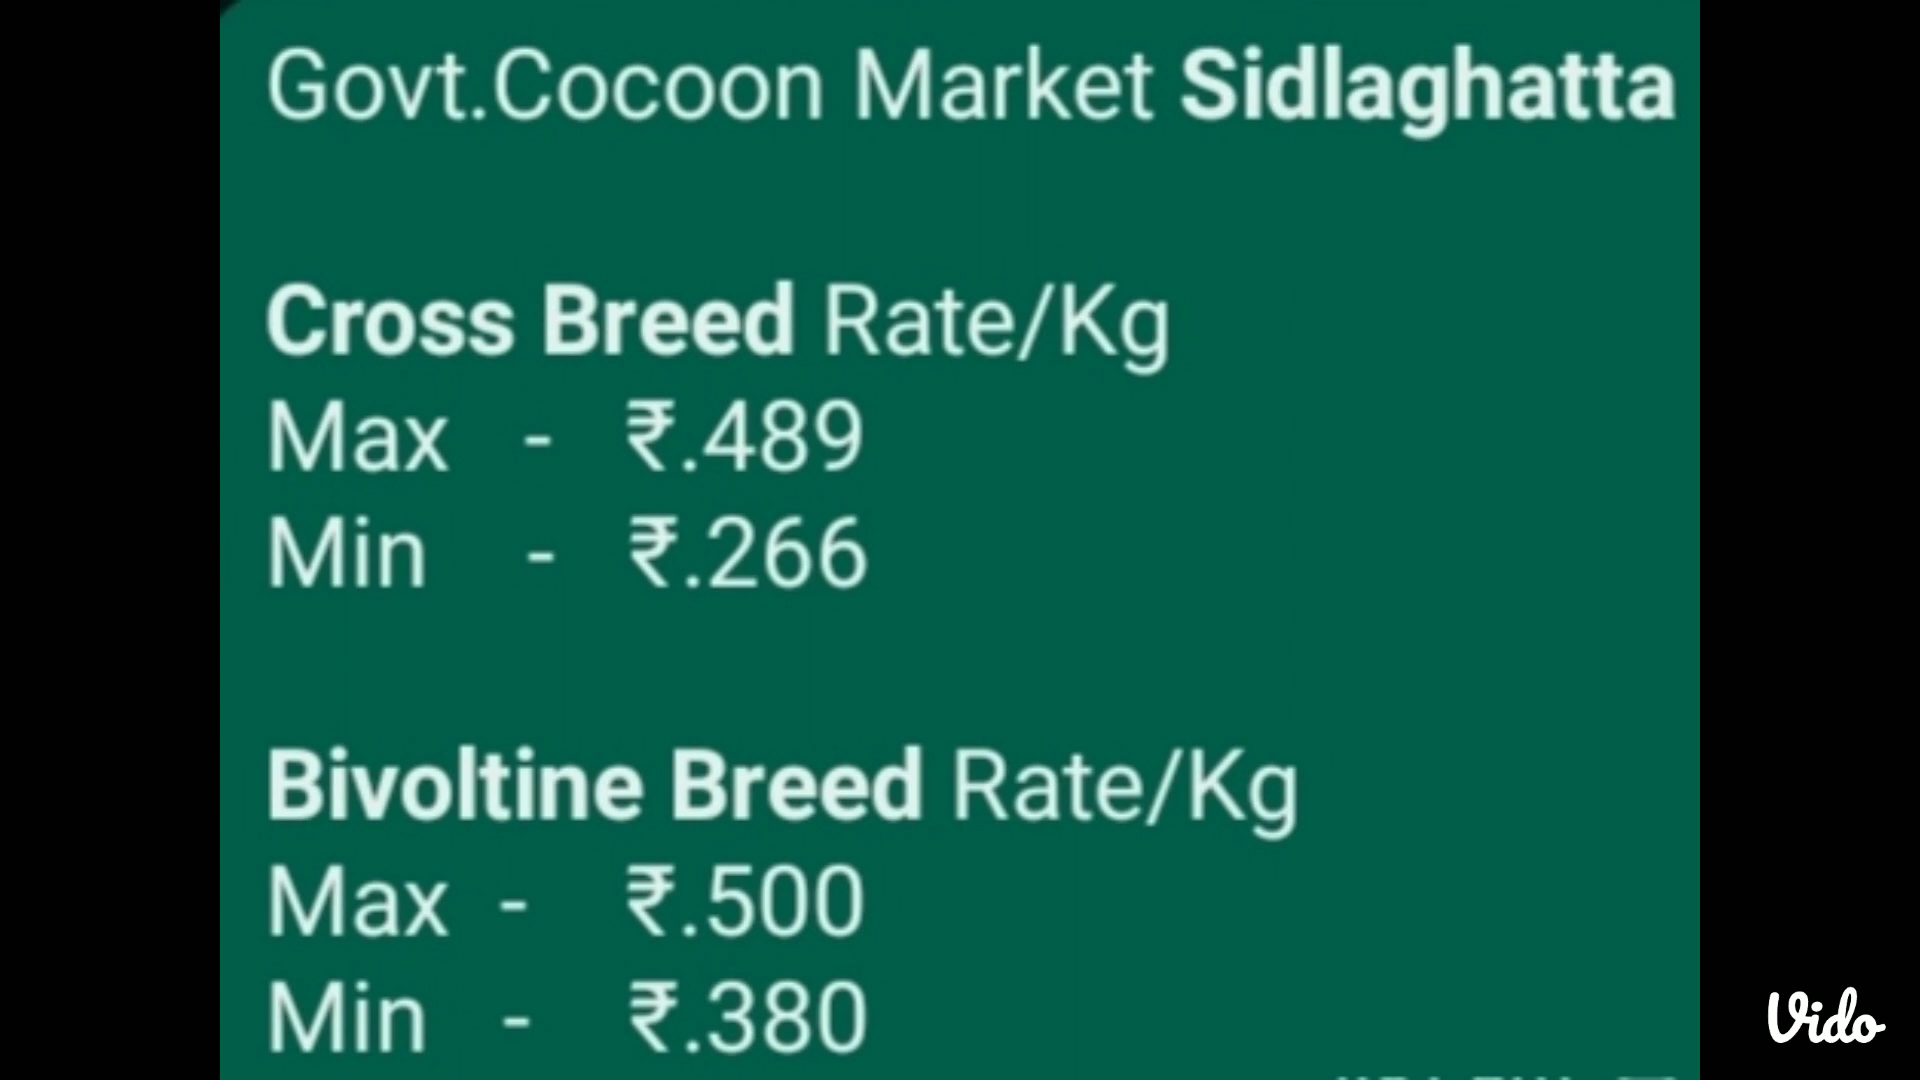 Govt.Cocoon Market Sidlaghatta
Cross Breed Rate/Kg
Max - ₹.489
Min - ₹.266
Bivoltine Breed Rate/Kg
Max - ₹.500
Min - ₹.380
Vido